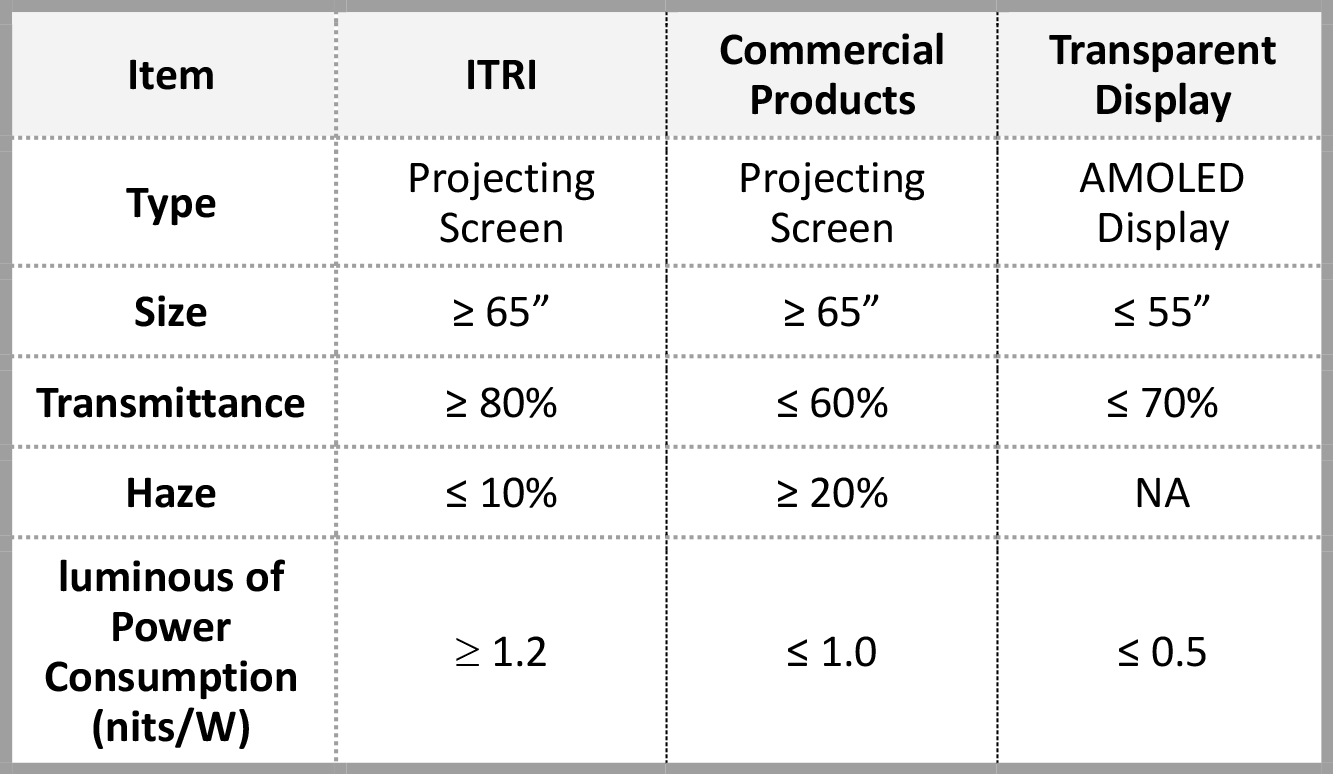 Item
ITRI
Commercial
Products
Transparent
Display
Type
Projecting
Screen
Projecting
Screen
AMOLED
Display
Size
≥ 65”
≥ 65”
≤ 55”
Transmittance
≥ 80%
≤ 60%
≤ 70%
Haze
≤ 10%
≥ 20%
NA
luminous of
Power
Consumption
(nits/W)
≥ 1.2
≤ 1.0
≤ 0.5